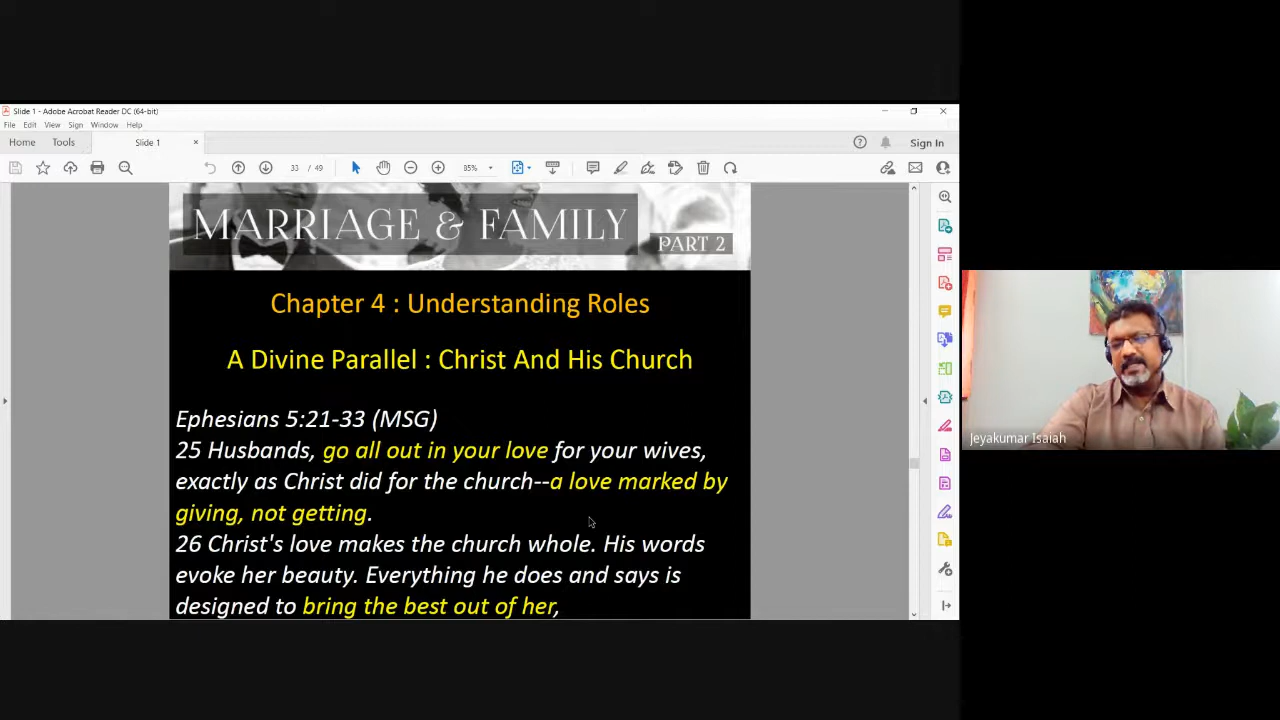 Slide 1 - Adobe Acrobat Reader DC (64-bit)
File Edit View Sign Window Help
Home Tools Slide 1 Sign In
33 / 49 85%
MARRIAGE & FAMILY
PART 2
Chapter 4 : Understanding Roles
A Divine Parallel : Christ And His Church
Ephesians 5:21-33 (MSG)
25 Husbands, go all out in your love for your wives,
exactly as Christ did for the church--a love marked by
giving, not getting.
26 Christ's love makes the church whole. His words
evoke her beauty. Everything he does and says is
designed to bring the best out of her,
Jeyakumar Isaiah